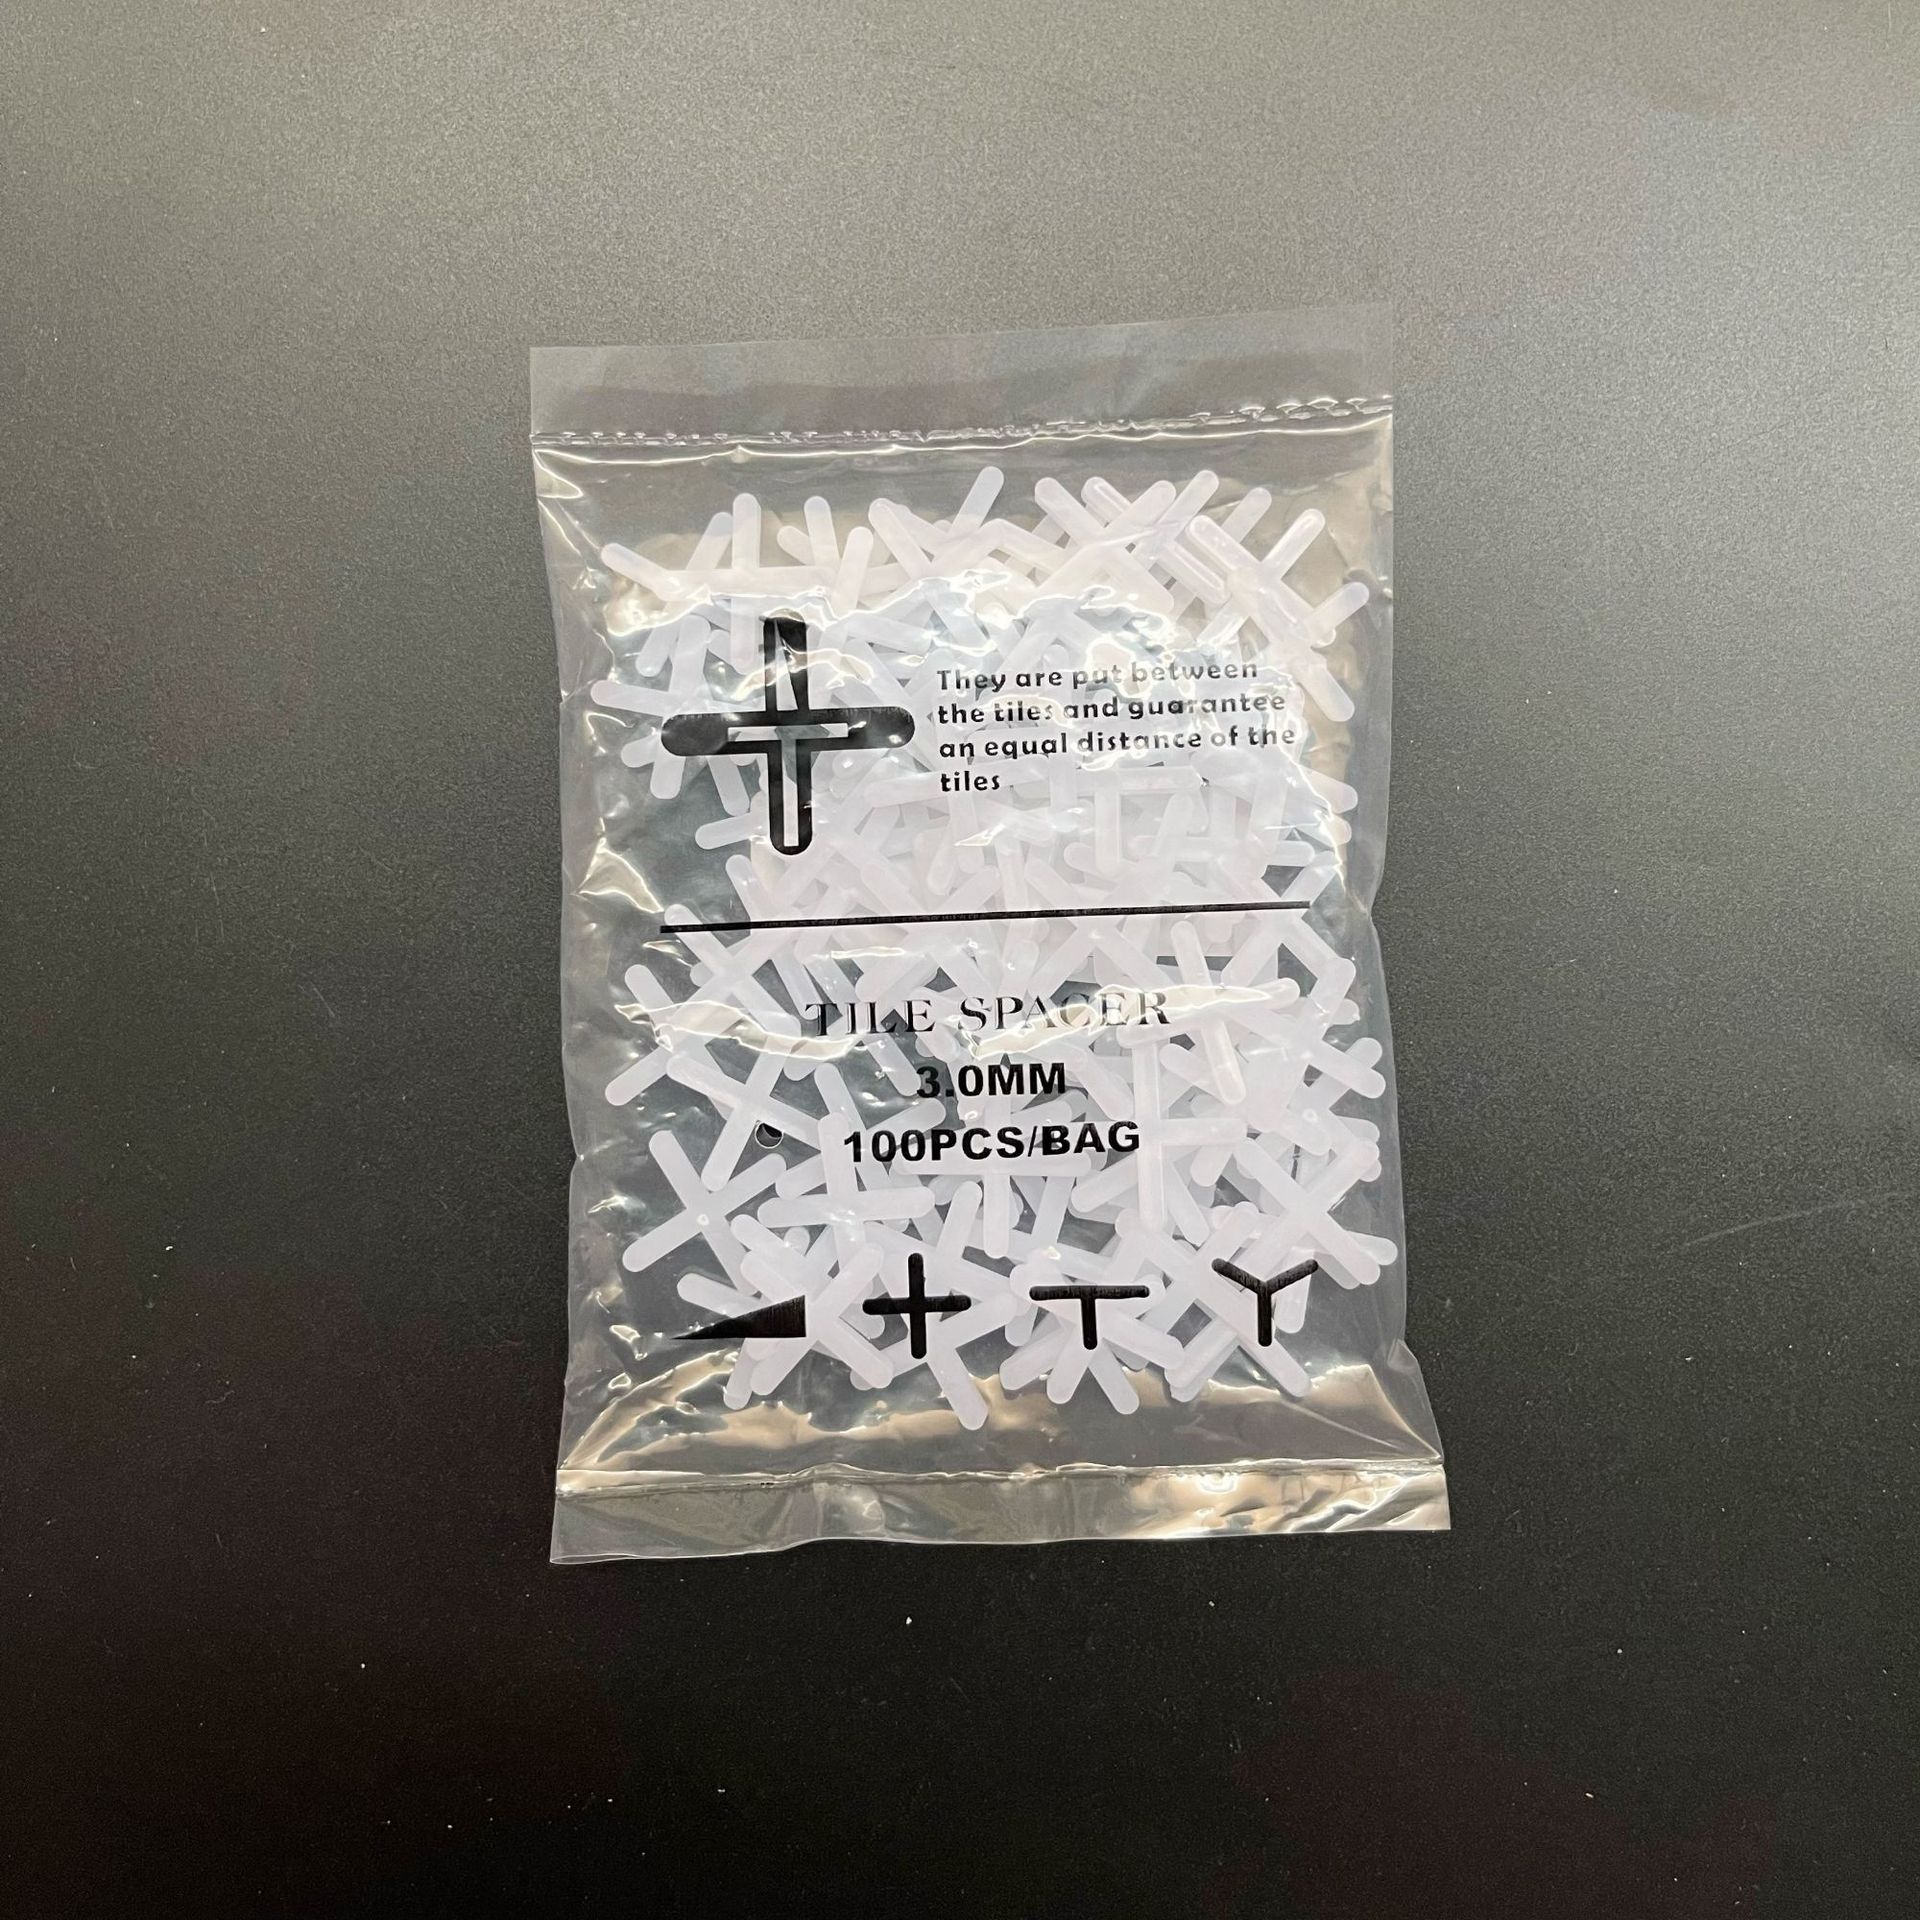 They are put between
the tiles and guarantee
an equal distance of the
tiles
TILE SPACER
3.0MM
100PCS/BAG